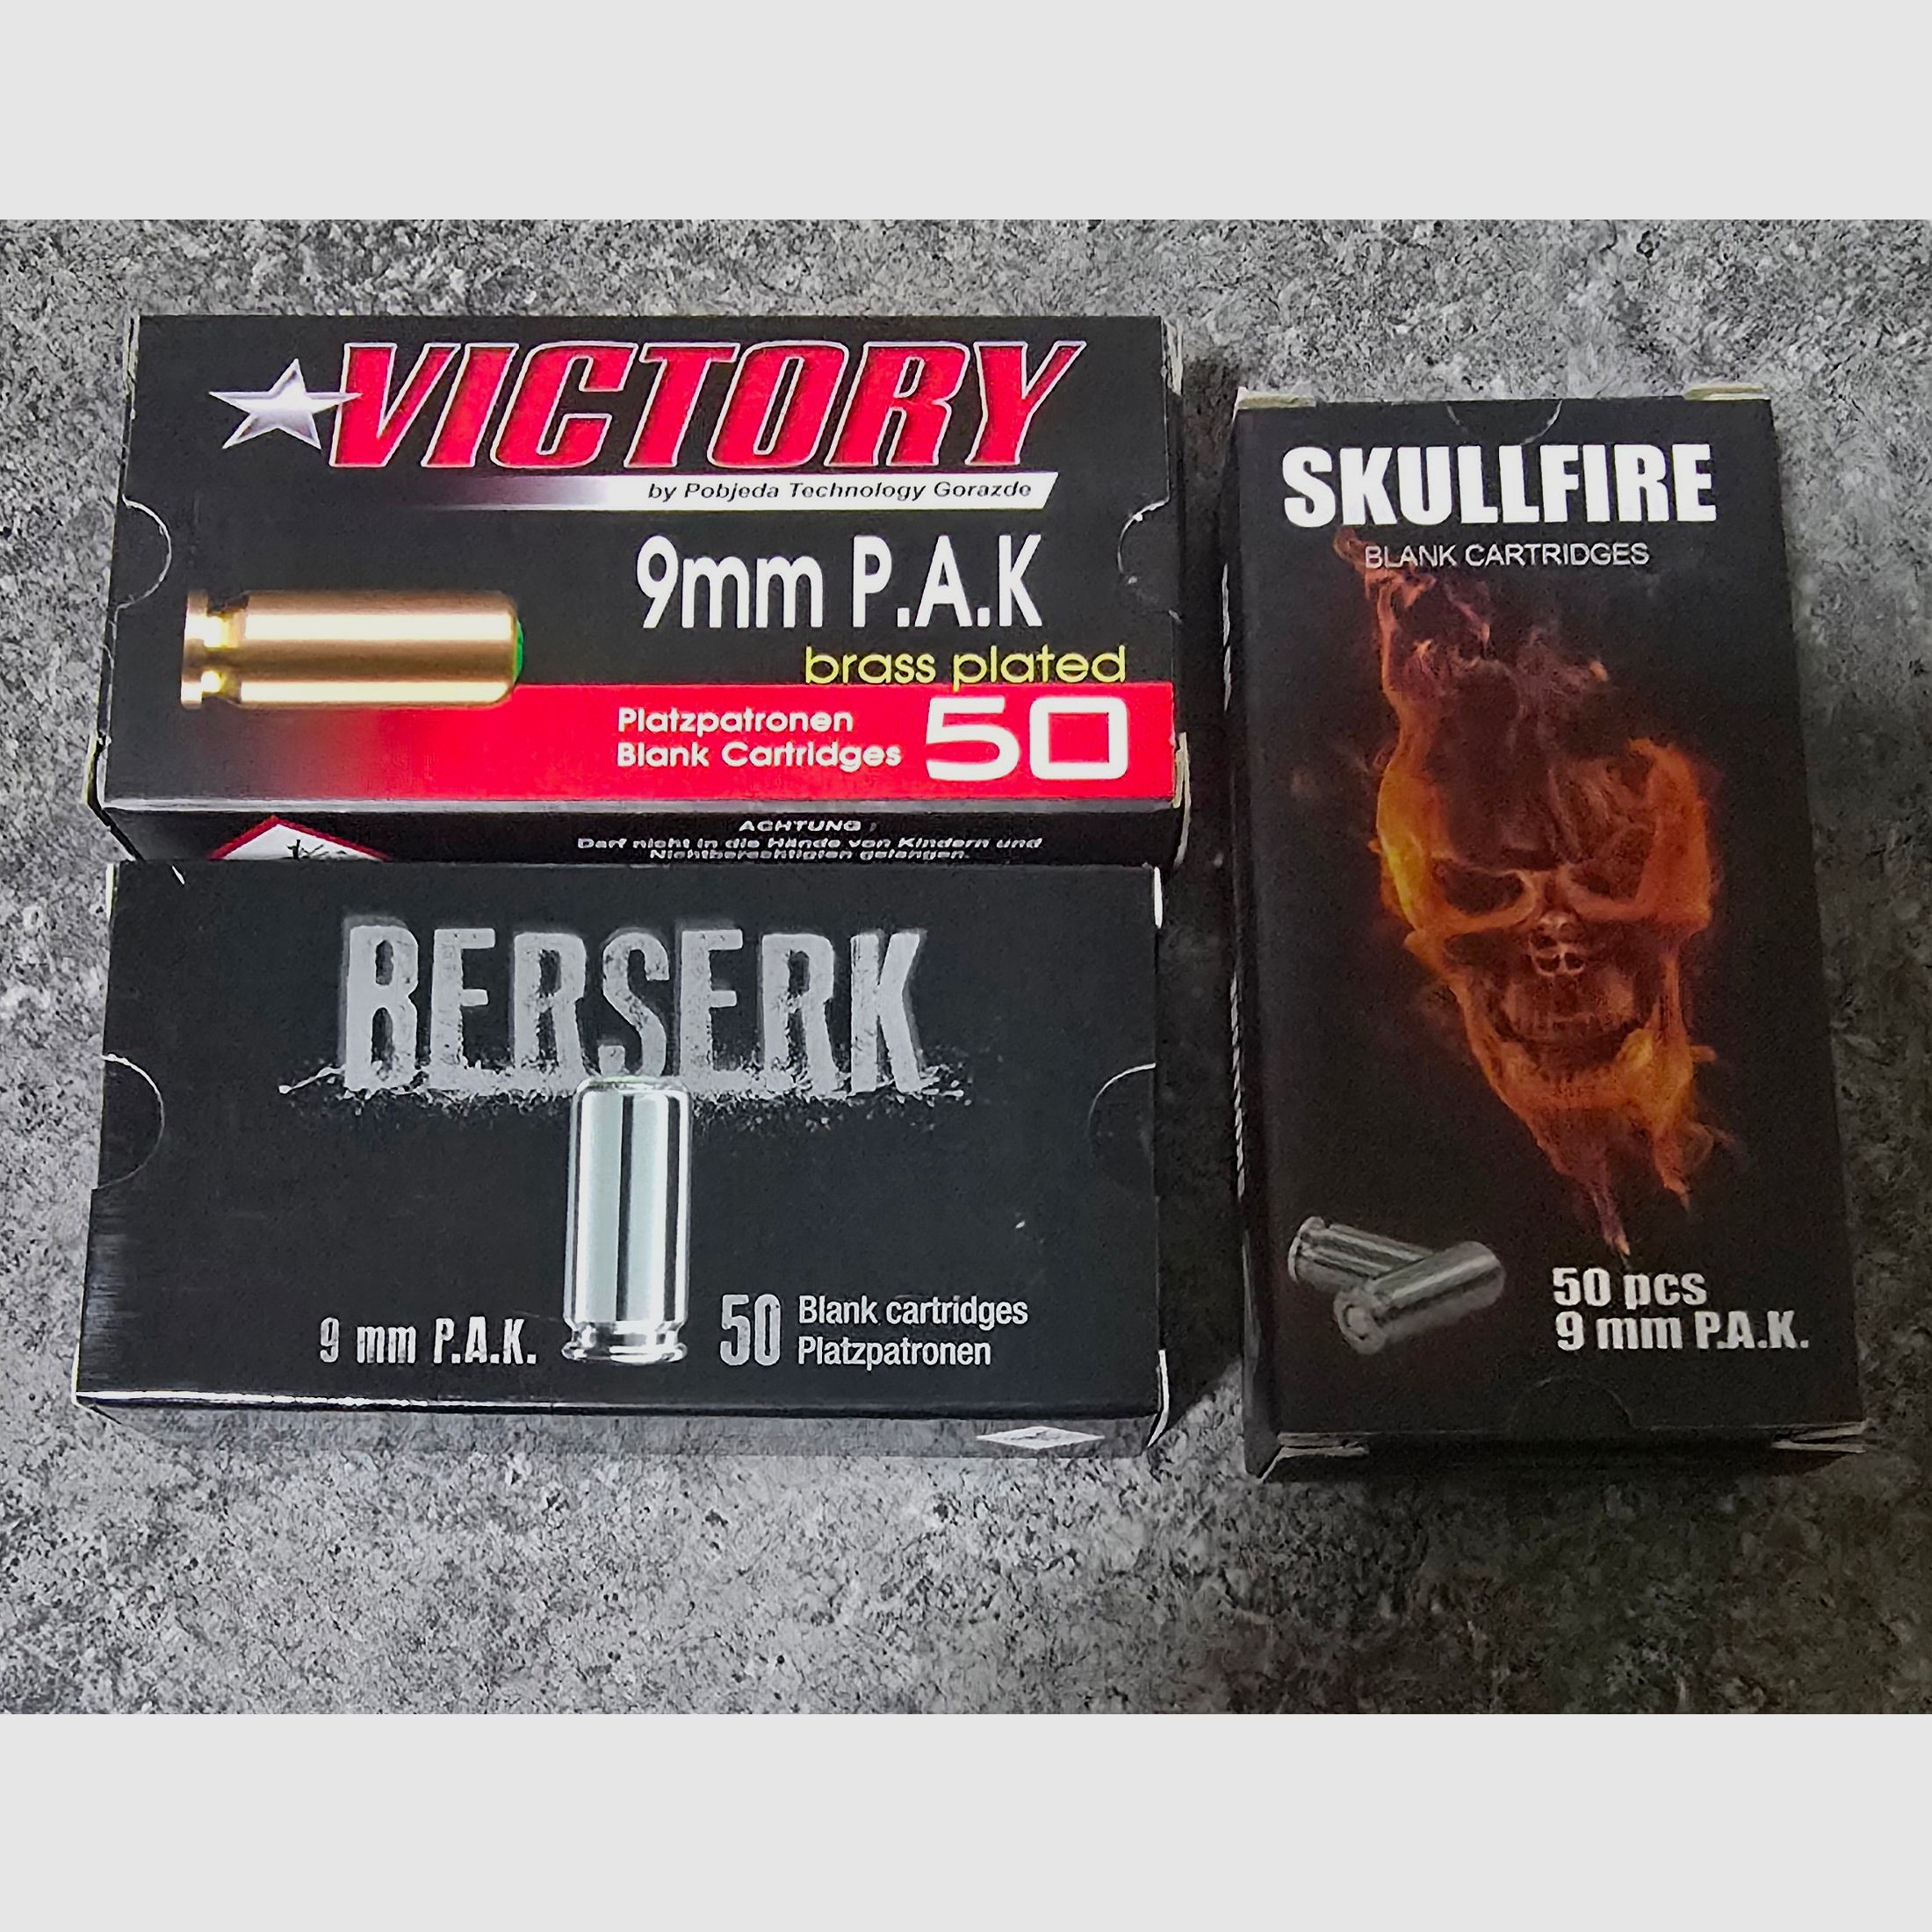 VICTORY
by Pobjeda Technology Gorazde
9mm P.A.K
brass plated
Platzpatronen
Blank Cartridges
50
ACHTUNG :
Darf nicht in die Hände von Kindern und
Nichtberechtigten gelangen.
BERSERK
9 mm P.A.K.
50
Blank cartridges
Platzpatronen
SKULLFIRE
BLANK CARTRIDGES
50 pcs
9 mm P.A.K.